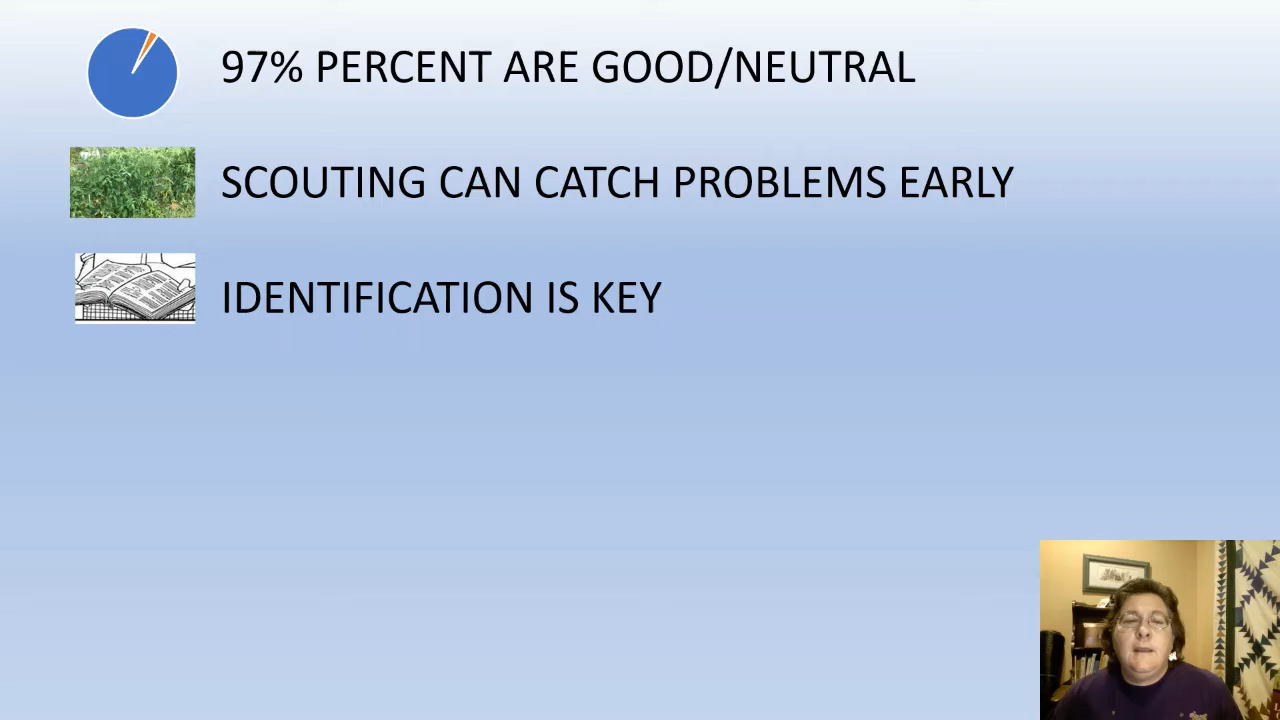 97% PERCENT ARE GOOD/NEUTRAL
SCOUTING CAN CATCH PROBLEMS EARLY
IDENTIFICATION IS KEY